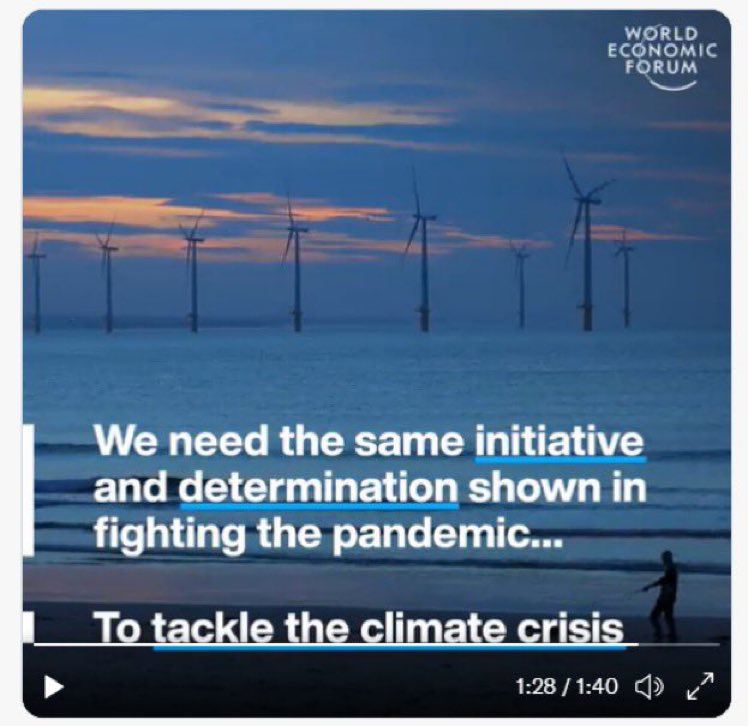 WORLD
ECONOMIC
FORUM
We need the same initiative
and determination shown in
fighting the pandemic...
To tackle the climate crisis
1:28 / 1:40